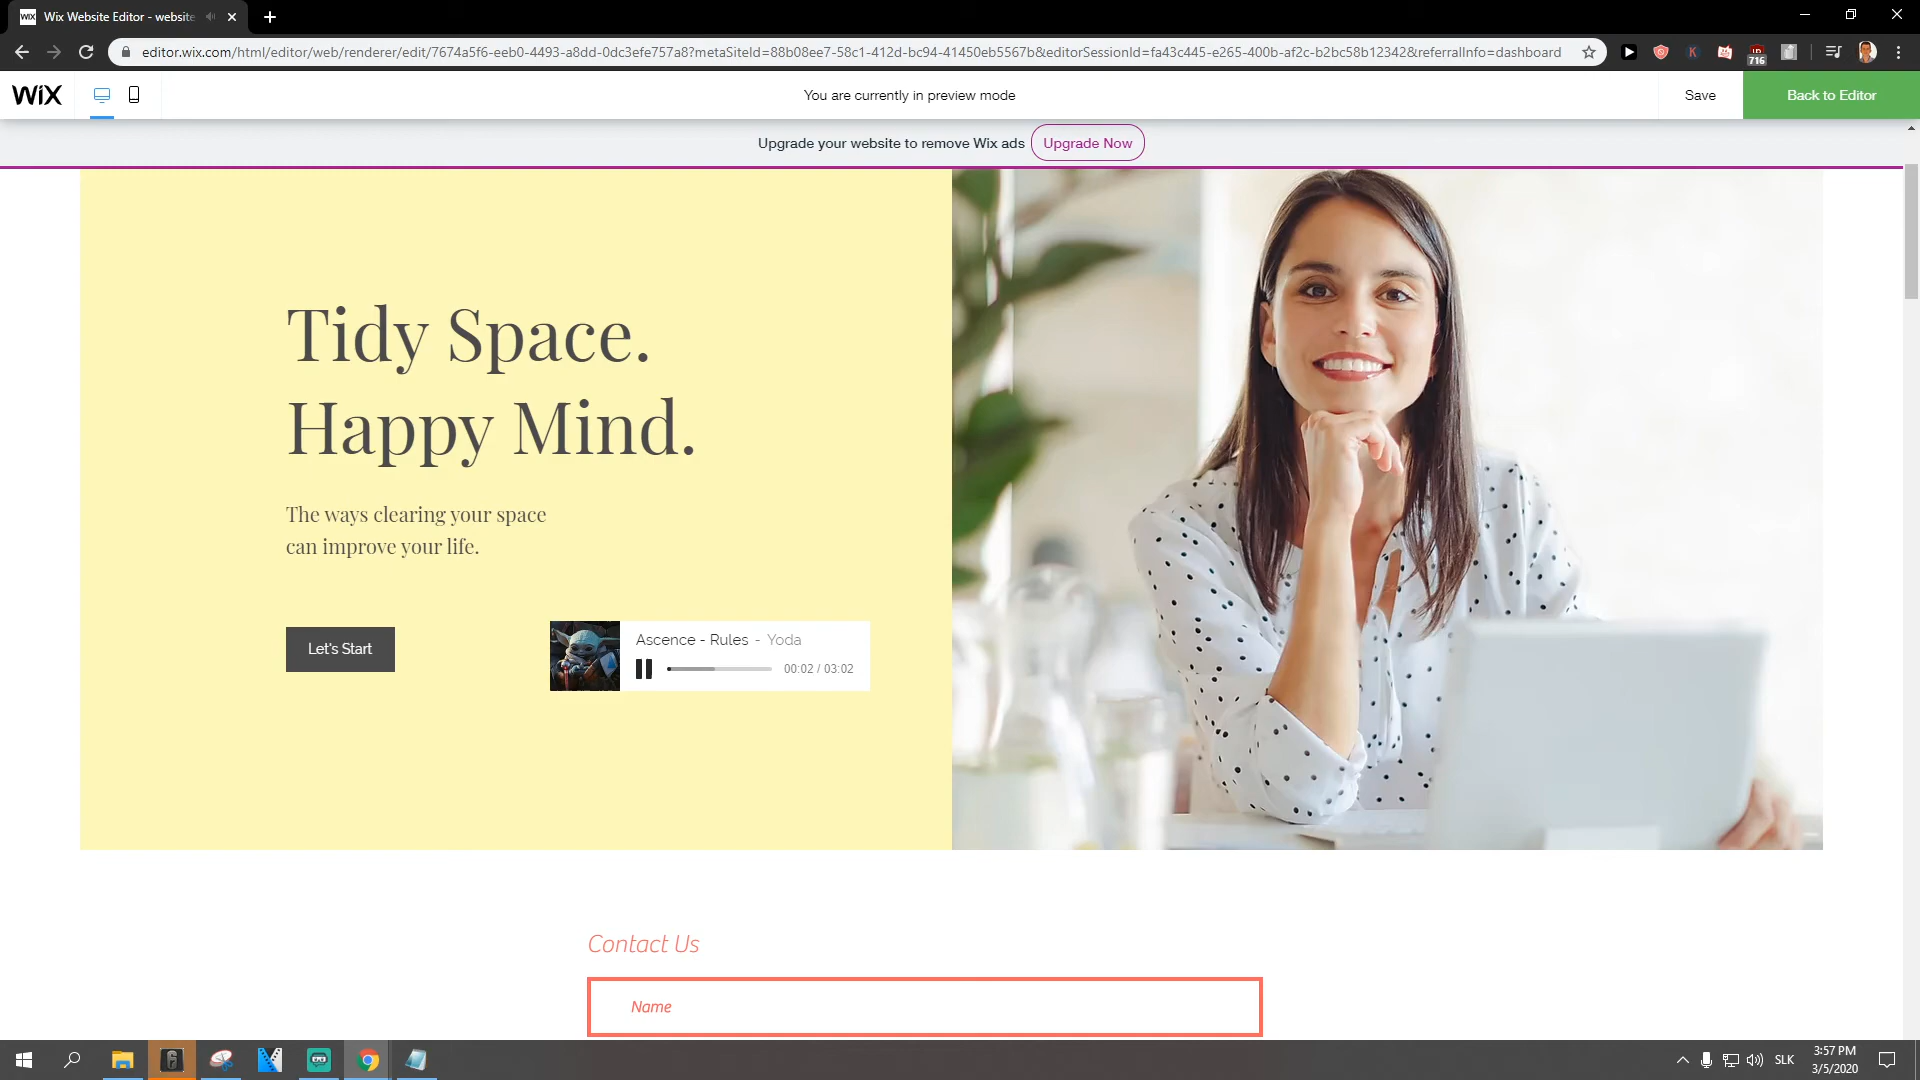 Wix Website Editor - website
editor.wix.com/html/editor/web/renderer/edit/7674a5f6-eeb0-4493-a8dd-0dc3efe757a8?metaSiteId=88b08ee7-58c1-412d-bc94-41450eb5567b&editorSessionId=fa43c445-e265-400b-af2c-b2bc58b12342&referralInfo=dashboard
716
WiX
You are currently in preview mode
Save
Back to Editor
Upgrade your website to remove Wix ads
Upgrade Now
Tidy Space.
Happy Mind.
The ways clearing your space
can improve your life.
Let's Start
Ascence - Rules - Yoda
00:02 / 03:02
Contact Us
Name
SLK
3:57 PM
3/5/2020